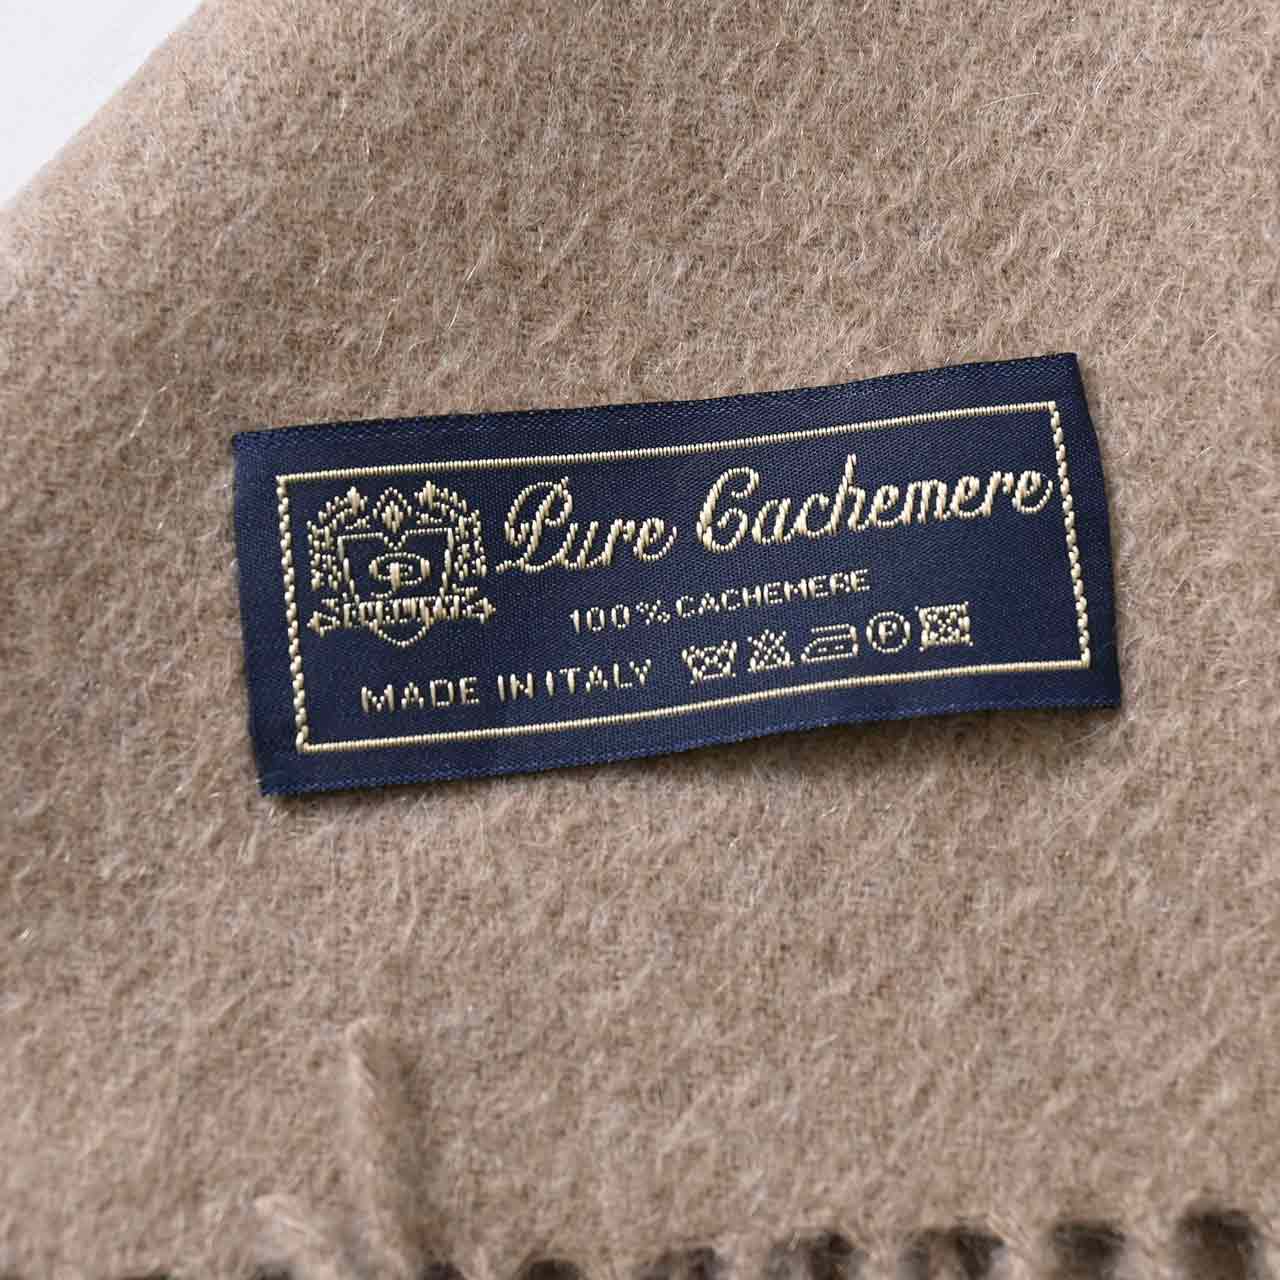 Pure Cachemere
100% CACHEMERE
MADE IN ITALY
P